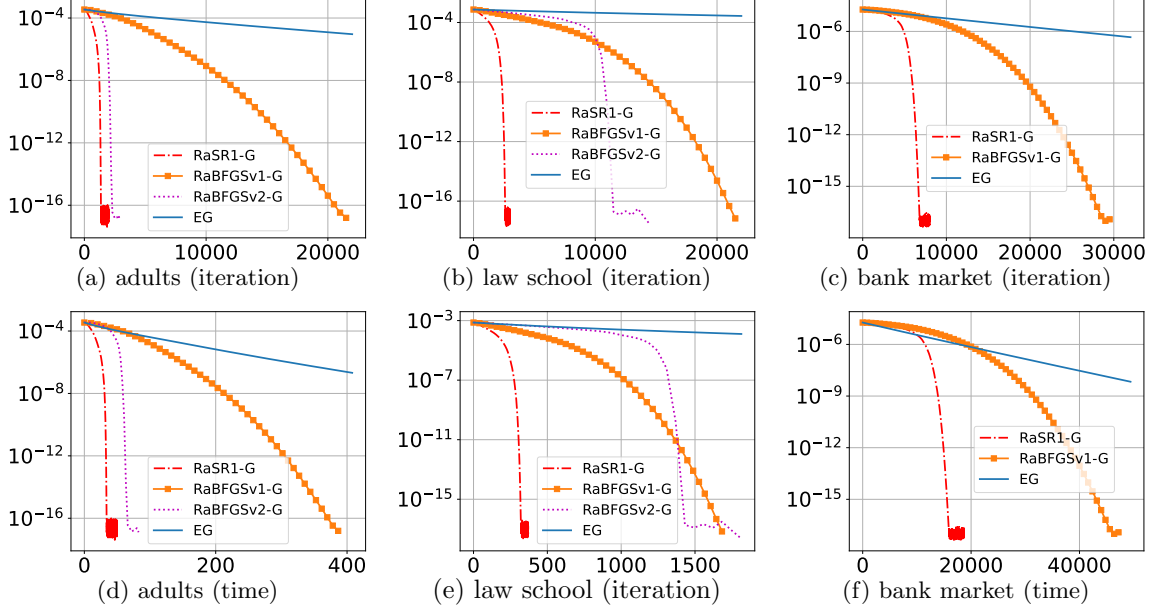 10^{-4}
10^{-8}
10^{-12}
10^{-16}
RaSR1-G
RaBFGSv1-G
RaBFGSv2-G
EG
0 10000 20000
(a) adults (iteration)
10^{-4}
10^{-8}
10^{-12}
10^{-16}
RaSR1-G
RaBFGSv1-G
RaBFGSv2-G
EG
0 10000 20000
(b) law school (iteration)
10^{-6}
10^{-9}
10^{-12}
10^{-15}
RaSR1-G
RaBFGSv1-G
EG
0 10000 20000 30000
(c) bank market (iteration)
10^{-4}
10^{-8}
10^{-12}
10^{-16}
RaSR1-G
RaBFGSv1-G
RaBFGSv2-G
EG
0 200 400
(d) adults (time)
10^{-3}
10^{-7}
10^{-11}
10^{-15}
RaSR1-G
RaBFGSv1-G
RaBFGSv2-G
EG
0 500 1000 1500
(e) law school (iteration)
10^{-6}
10^{-9}
10^{-12}
10^{-15}
RaSR1-G
RaBFGSv1-G
EG
0 20000 40000
(f) bank market (time)